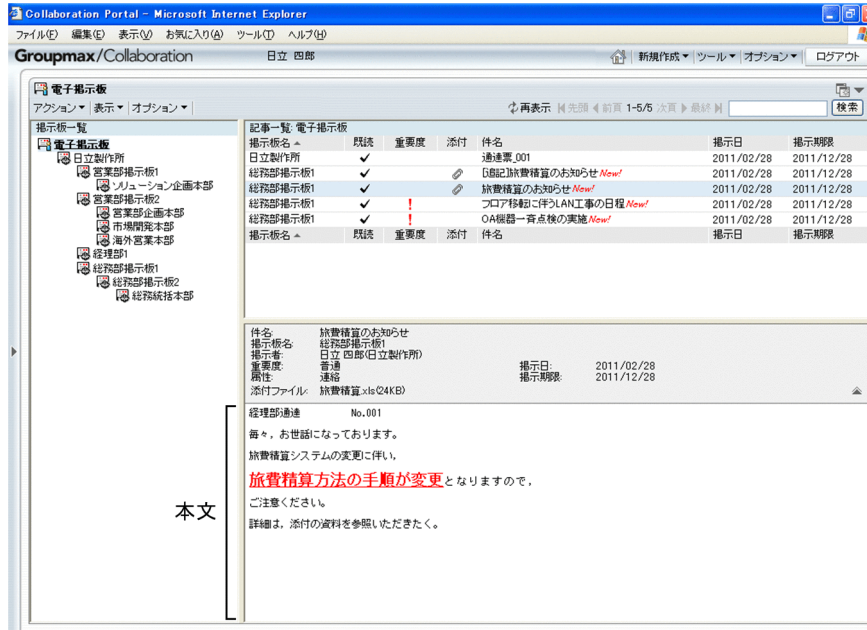 Collaboration Portal - Microsoft Internet Explorer
ファイル(F) 編集(E) 表示(V) お気に入り(A) ツール(T) ヘルプ(H)
Groupmax/Collaboration 日立 四郎 新規作成 ツール オプション ログアウト
電子掲示板
アクション 表示 オプション 再表示 先頭 前頁 1-5/5 次頁 最終 検索
掲示板一覧
電子掲示板
日立製作所
営業部掲示板1
ソリューション企画本部
営業部掲示板2
営業部企画本部
市場開発本部
海外営業本部
経理部1
総務部掲示板1
総務部掲示板2
総務統括本部
記事一覧: 電子掲示板
掲示板名 既読 重要度 添付 件名 掲示日 掲示期限
日立製作所 ✓ 通達票_001 2011/02/28 2011/12/28
総務部掲示板1 ✓ [追記]旅費精算のお知らせ New! 2011/02/28 2011/12/28
総務部掲示板1 ✓ 旅費精算のお知らせ New! 2011/02/28 2011/12/28
総務部掲示板1 ✓ ! フロア移転に伴うLAN工事の日程 New! 2011/02/28 2011/12/28
総務部掲示板1 ✓ ! OA機器一斉点検の実施 New! 2011/02/28 2011/12/28
掲示板名 既読 重要度 添付 件名 掲示日 掲示期限
件名: 旅費精算のお知らせ
掲示板名: 総務部掲示板1
掲示者: 日立 四郎(日立製作所)
重要度: 普通 掲示日: 2011/02/28
属性: 連絡 掲示期限: 2011/12/28
添付ファイル: 旅費精算.xls(24KB)
本文
経理部通達 No.001
毎々，お世話になっております。
旅費精算システムの変更に伴い，
旅費精算方法の手順が変更となりますので，
ご注意ください。
詳細は，添付の資料を参照いただきたく。